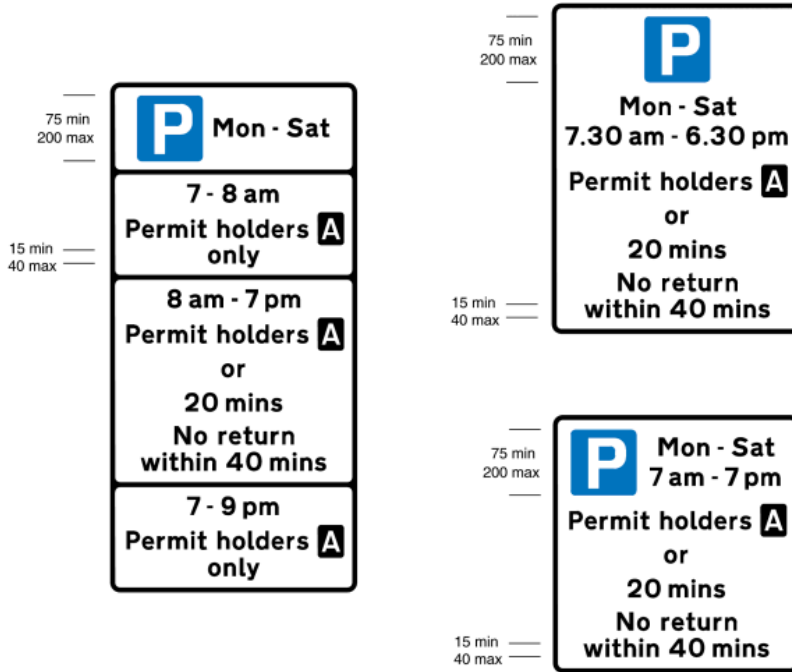 75 min
200 max
P Mon - Sat
7 - 8 am
Permit holders A
only
15 min
40 max
8 am - 7 pm
Permit holders A
or
20 mins
No return
within 40 mins
7 - 9 pm
Permit holders A
only
75 min
200 max
P
Mon - Sat
7.30 am - 6.30 pm
Permit holders A
or
20 mins
No return
within 40 mins
15 min
40 max
75 min
200 max
P Mon - Sat
7 am - 7 pm
Permit holders A
or
20 mins
No return
within 40 mins
15 min
40 max